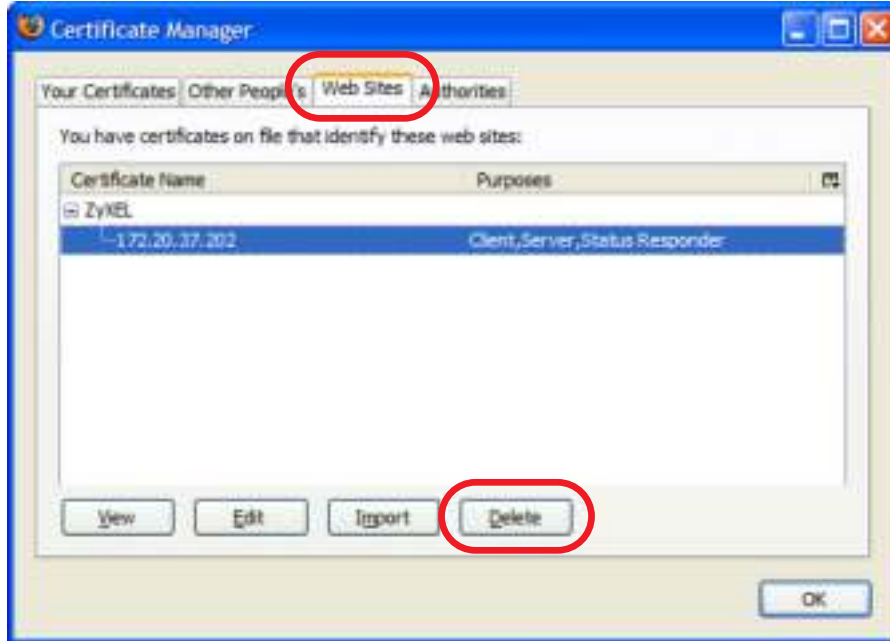 Certificate Manager
Your Certificates Other People's Web Sites Authorities
You have certificates on file that identify these web sites:
Certificate Name Purposes
ZyXEL
172.20.37.202 Client,Server,Status Responder
View Edit Import Delete
OK